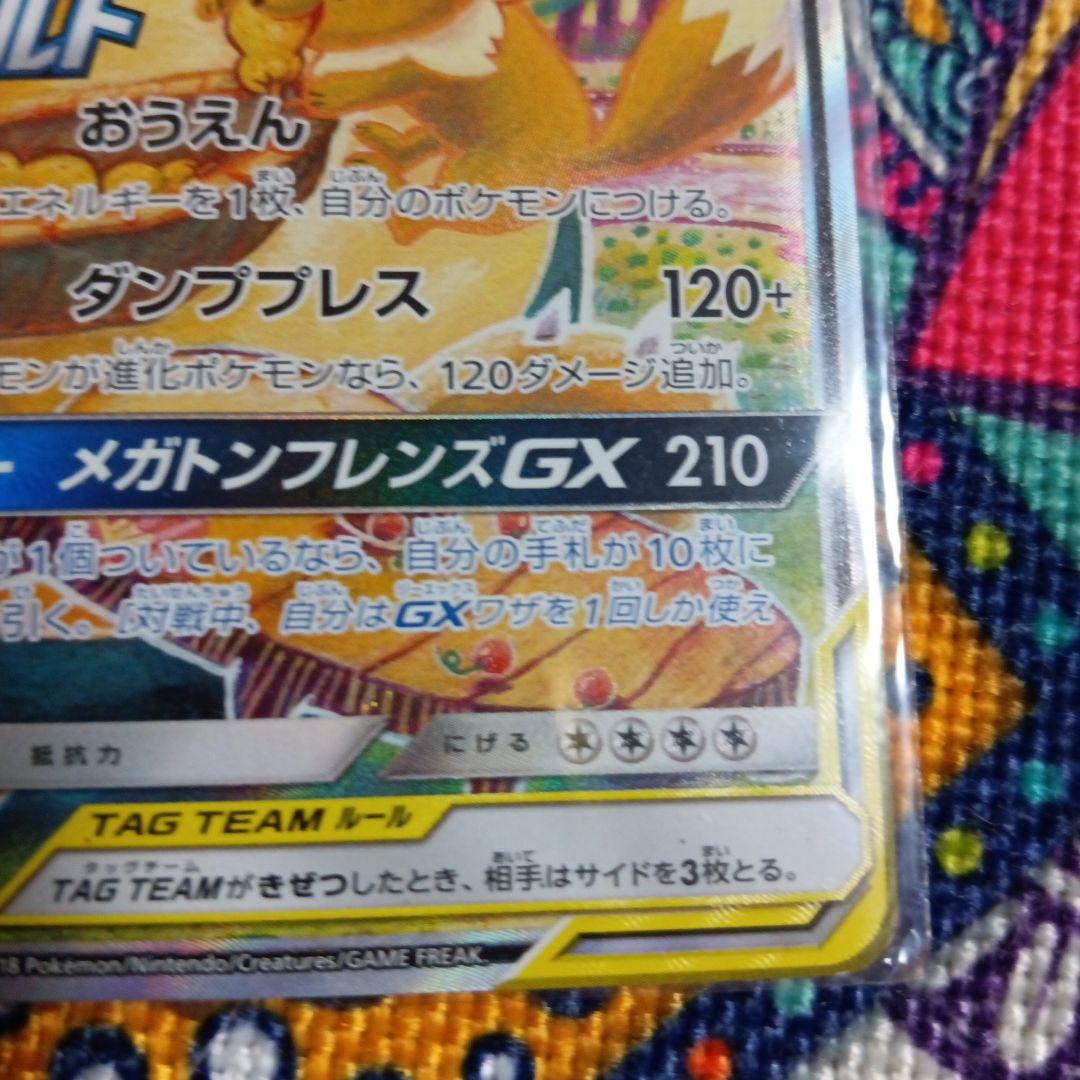 ルト
おうえん
エネルギーを1枚、自分のポケモンにつける。
ダンププレス 120+
モンが進化ポケモンなら、120ダメージ追加。
メガトンフレンズGX 210
が1個ついているなら、自分の手札が10枚に
引く。[対戦中、自分はGXワザを1回しか使え
抵抗力 にげる
TAG TEAM ルール
TAG TEAMがきぜつしたとき、相手はサイドを3枚とる。
18 Pokémon/Nintendo/Creatures/GAME FREAK.